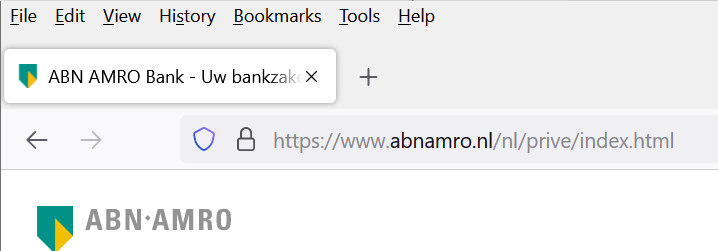 File Edit View History Bookmarks Tools Help
ABN AMRO Bank - Uw bankzake
https://www.abnamro.nl/nl/prive/index.html
ABN·AMRO